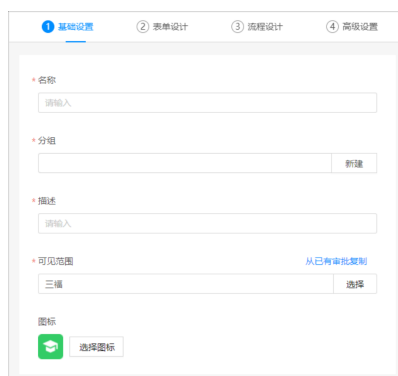 1 基础设置 2 表单设计 3 流程设计 4 高级设置
* 名称
请输入
* 分组
新建
* 描述
请输入
* 可见范围 从已有审批复制
三福 选择
图标
选择图标